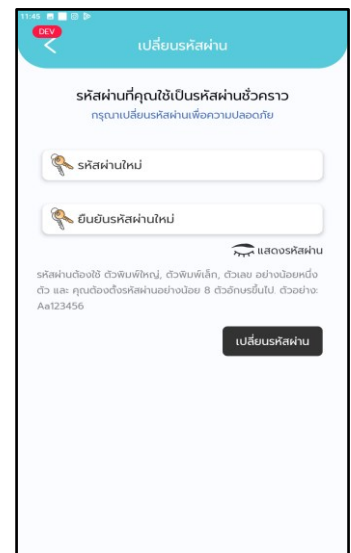 11:45
DEV
เปลี่ยนรหัสผ่าน
รหัสผ่านที่คุณใช้เป็นรหัสผ่านชั่วคราว
กรุณาเปลี่ยนรหัสผ่านเพื่อความปลอดภัย
รหัสผ่านใหม่
ยืนยันรหัสผ่านใหม่
แสดงรหัสผ่าน
รหัสผ่านต้องใช้ ตัวพิมพ์ใหญ่, ตัวพิมพ์เล็ก, ตัวเลข อย่างน้อยหนึ่ง
ตัว และ คุณต้องตั้งรหัสผ่านอย่างน้อย 8 ตัวอักษรขึ้นไป. ตัวอย่าง:
Aa123456
เปลี่ยนรหัสผ่าน